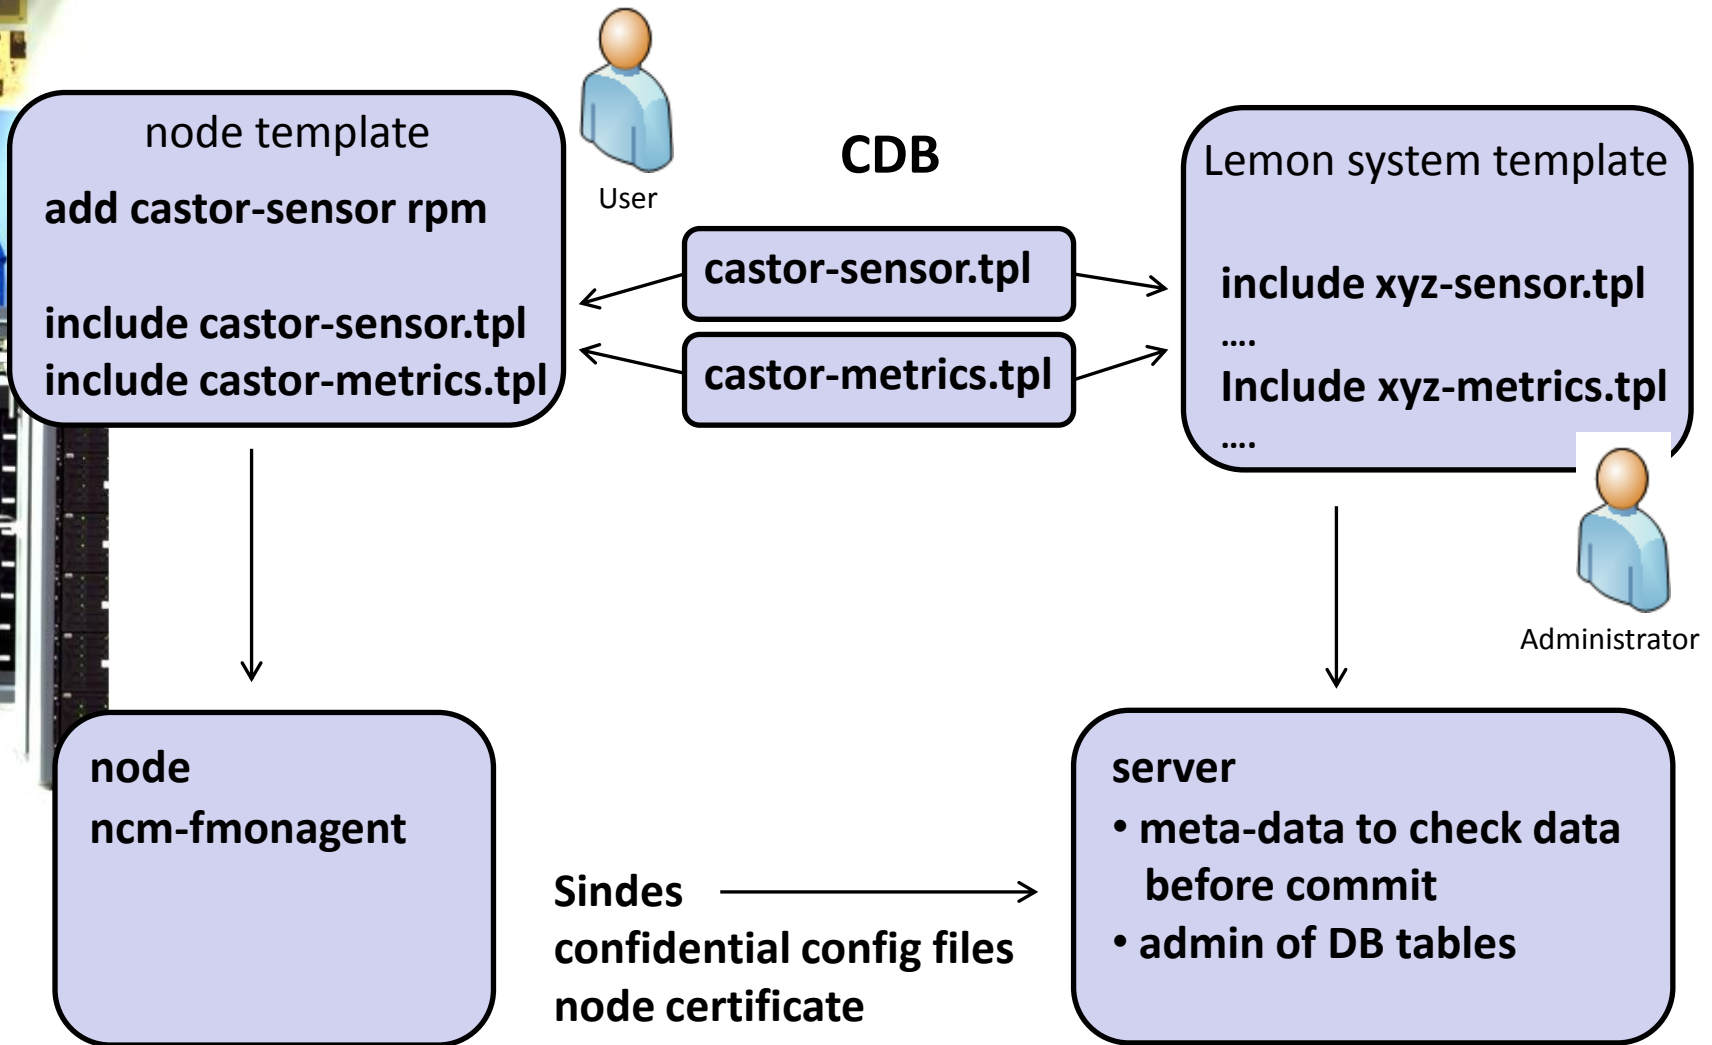 node template
add castor-sensor rpm
include castor-sensor.tpl
include castor-metrics.tpl
User
CDB
castor-sensor.tpl
castor-metrics.tpl
Lemon system template
include xyz-sensor.tpl
....
Include xyz-metrics.tpl
....
Administrator
node
ncm-fmonagent
Sindes
confidential config files
node certificate
server
• meta-data to check data
before commit
• admin of DB tables